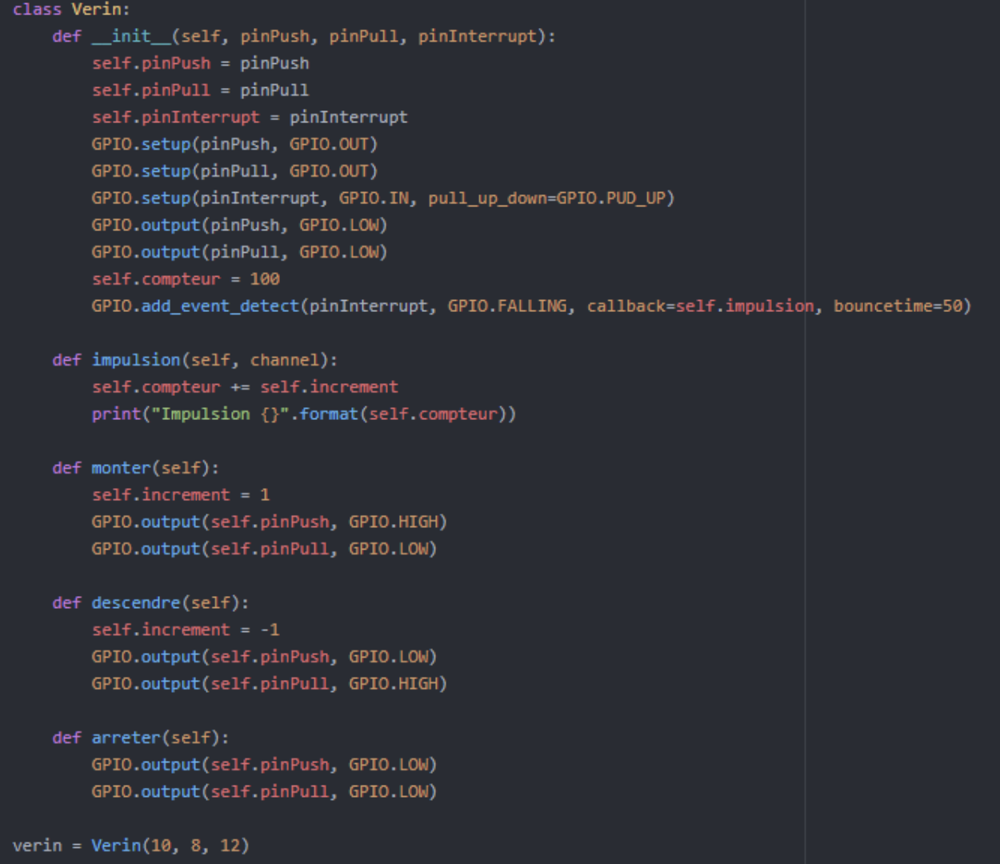 class Verin:
    def __init__(self, pinPush, pinPull, pinInterrupt):
        self.pinPush = pinPush
        self.pinPull = pinPull
        self.pinInterrupt = pinInterrupt
        GPIO.setup(pinPush, GPIO.OUT)
        GPIO.setup(pinPull, GPIO.OUT)
        GPIO.setup(pinInterrupt, GPIO.IN, pull_up_down=GPIO.PUD_UP)
        GPIO.output(pinPush, GPIO.LOW)
        GPIO.output(pinPull, GPIO.LOW)
        self.compteur = 100
        GPIO.add_event_detect(pinInterrupt, GPIO.FALLING, callback=self.impulsion, bouncetime=50)

    def impulsion(self, channel):
        self.compteur += self.increment
        print("Impulsion {}".format(self.compteur))

    def monter(self):
        self.increment = 1
        GPIO.output(self.pinPush, GPIO.HIGH)
        GPIO.output(self.pinPull, GPIO.LOW)

    def descendre(self):
        self.increment = -1
        GPIO.output(self.pinPush, GPIO.LOW)
        GPIO.output(self.pinPull, GPIO.HIGH)

    def arreter(self):
        GPIO.output(self.pinPush, GPIO.LOW)
        GPIO.output(self.pinPull, GPIO.LOW)

verin = Verin(10, 8, 12)